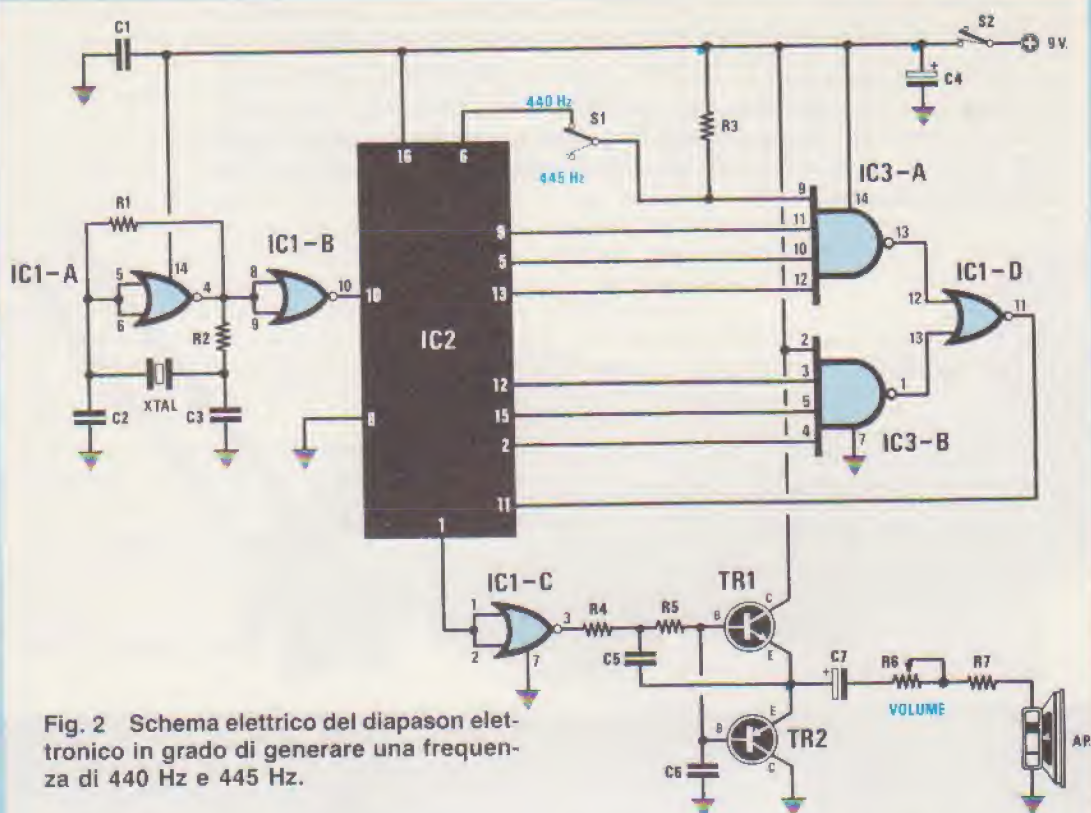 C1
S2
9 V.
C4
440 Hz
S1
R3
445 Hz
16
6
IC3-A
9
14
11
13
10
12
R1
IC1-A
5
14
4
6
IC1-B
8
10
9
R2
10
9
5
13
IC2
IC1-D
12
11
13
XTAL
C2
C3
8
12
15
2
11
1
2
3
5
4
1
IC3-B
7
IC1-C
1
3
2
7
R4
R5
C5
TR1
B
C
E
C7
R6
R7
VOLUME
TR2
B
E
C
C6
AP.
Fig. 2 Schema elettrico del diapason elet-
tronico in grado di generare una frequen-
za di 440 Hz e 445 Hz.